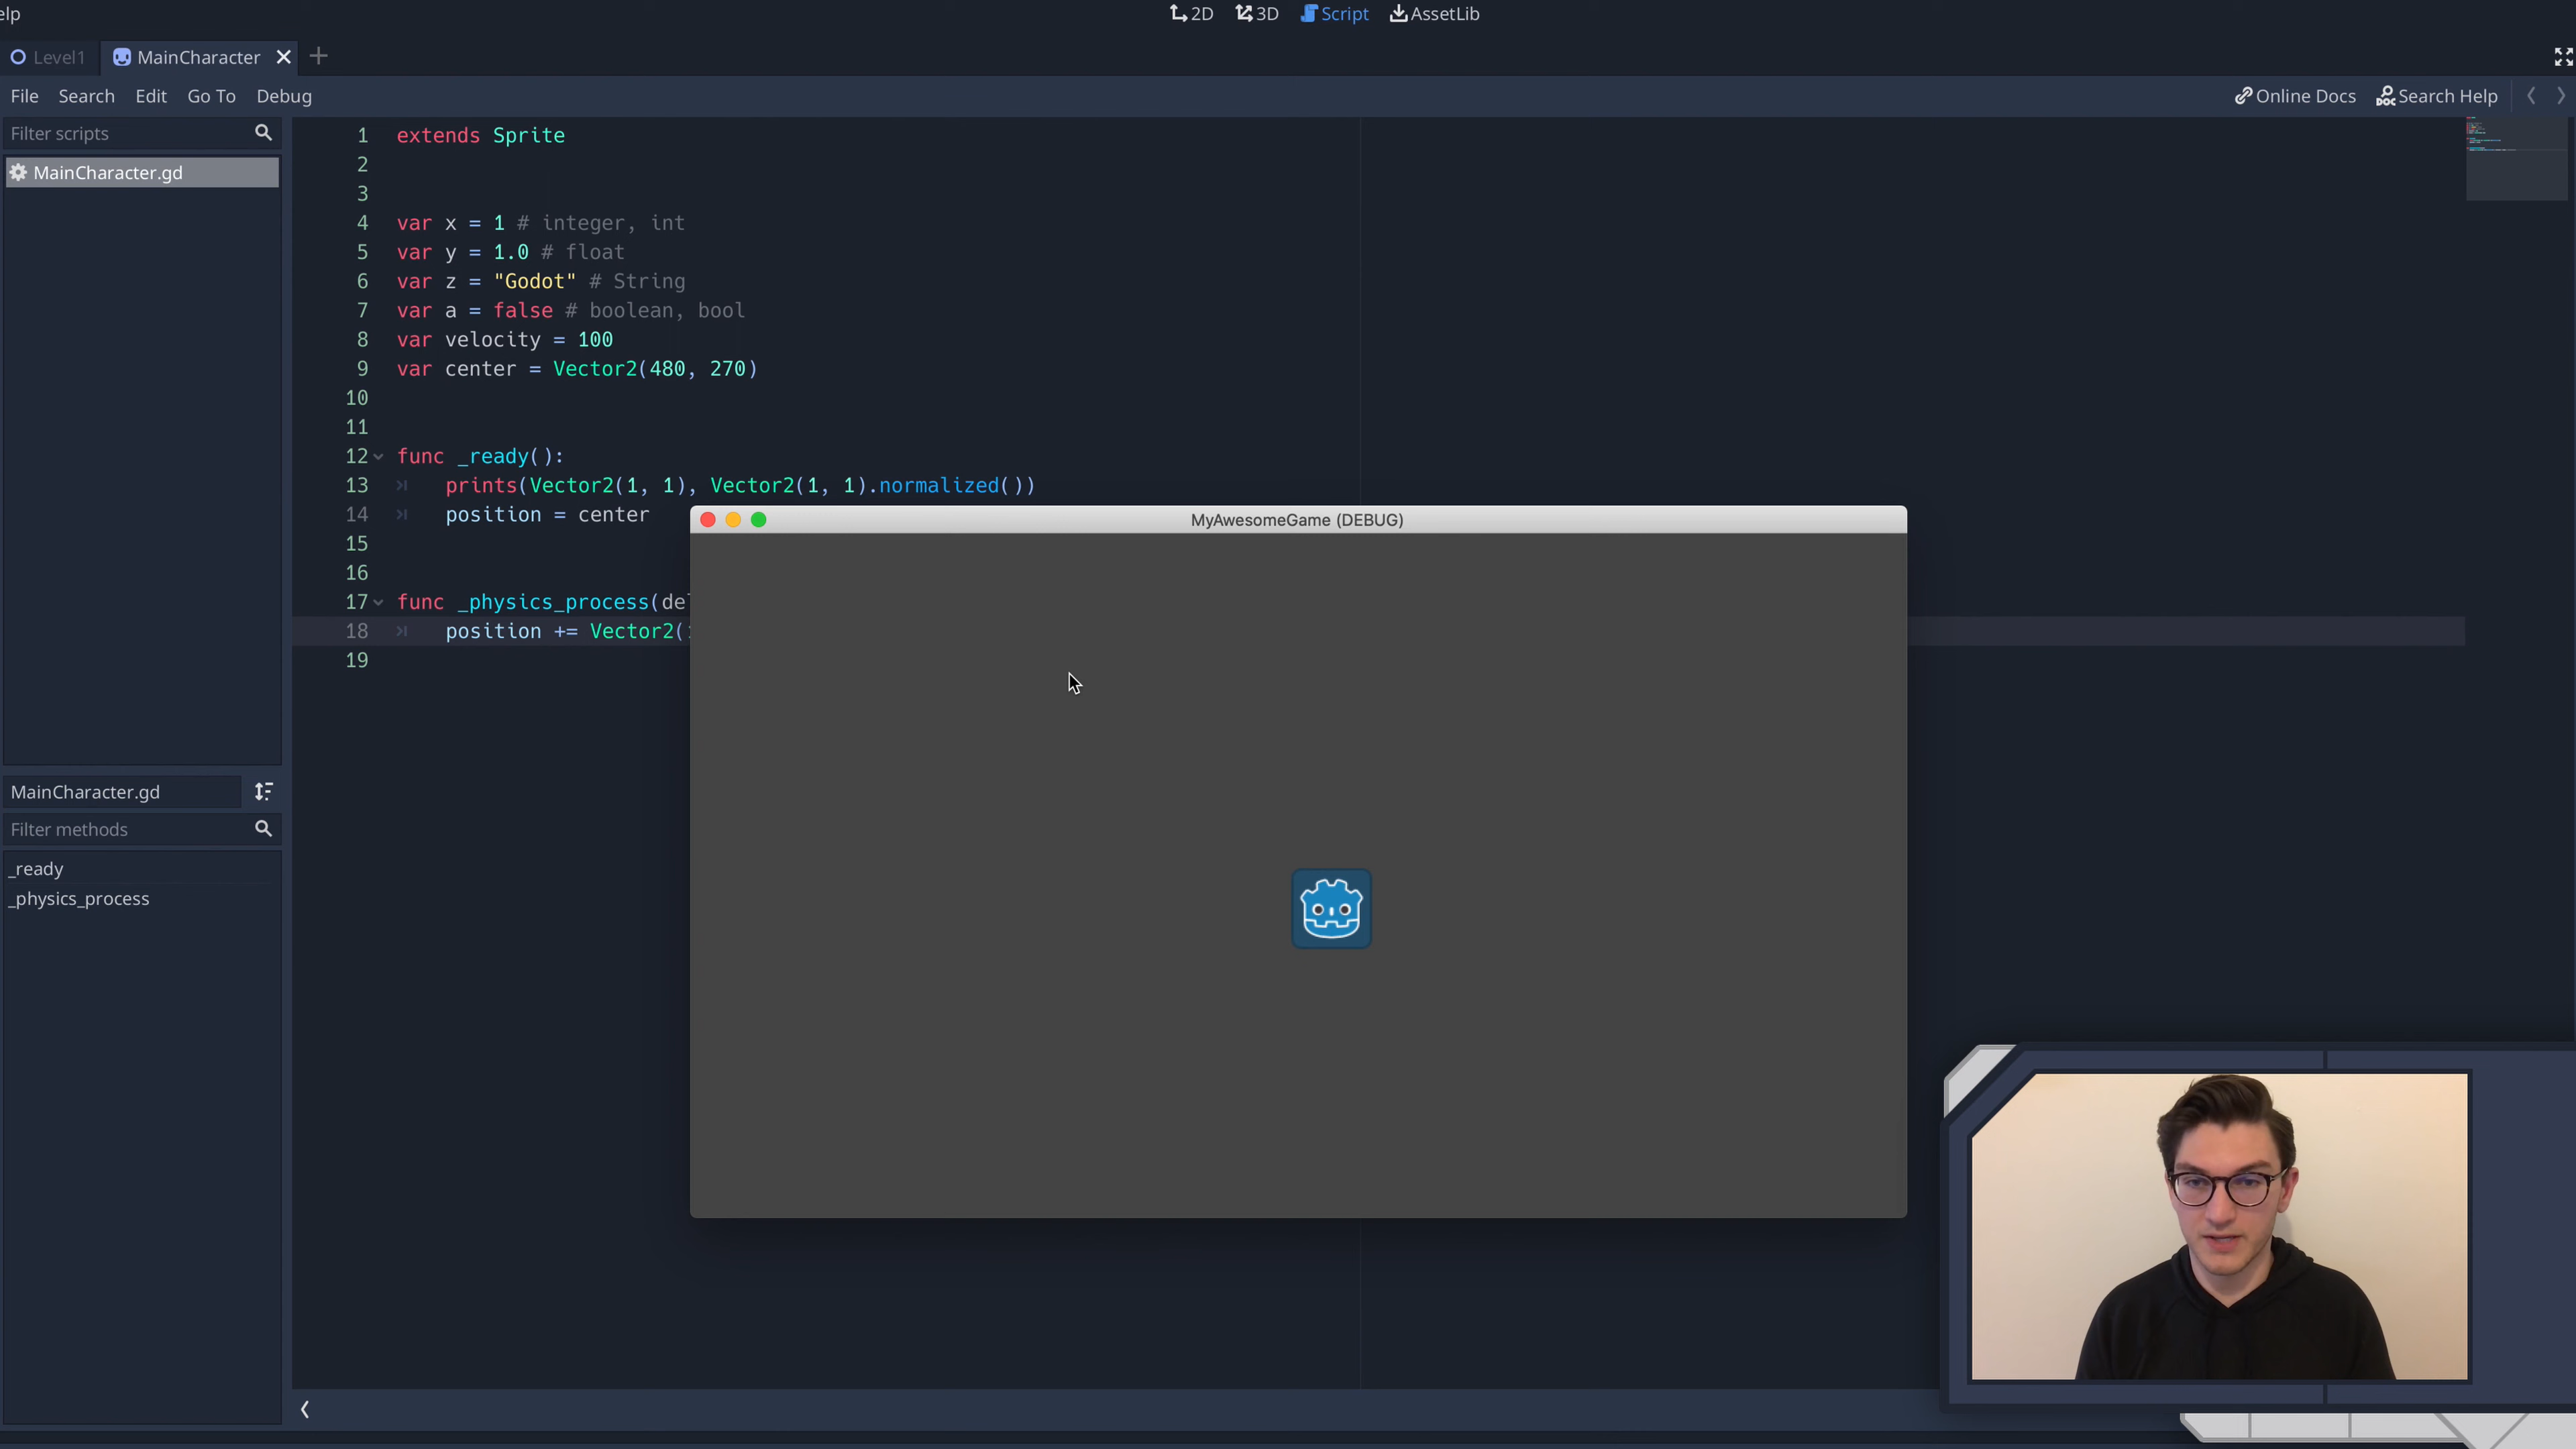 elp
2D 3D Script AssetLib
Level1 MainCharacter
File Search Edit Go To Debug
Online Docs Search Help
Filter scripts
MainCharacter.gd
1 extends Sprite
2
3
4 var x = 1 # integer, int
5 var y = 1.0 # float
6 var z = "Godot" # String
7 var a = false # boolean, bool
8 var velocity = 100
9 var center = Vector2(480, 270)
10
11
12 func _ready():
13 prints(Vector2(1, 1), Vector2(1, 1).normalized())
14 position = center
15
16
17 func _physics_process(de
18 position += Vector2(
19
MyAwesomeGame (DEBUG)
MainCharacter.gd
Filter methods
_ready
_physics_process